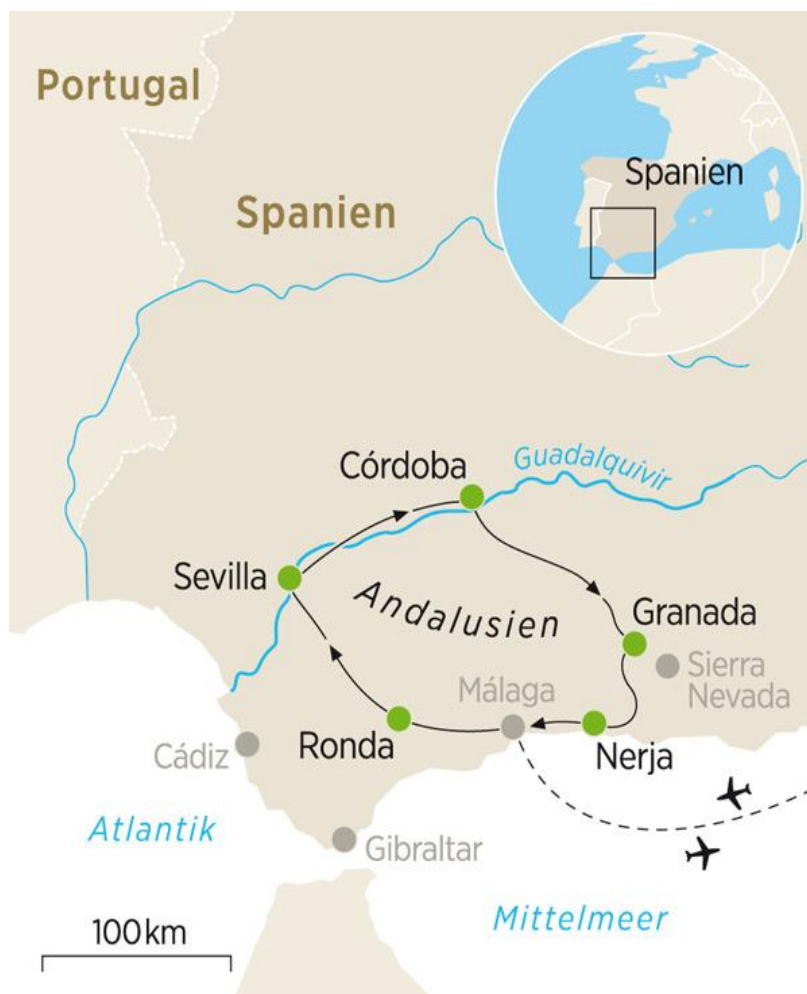 Portugal
Spanien
Spanien
Córdoba
Guadalquivir
Sevilla
Andalusien
Granada
Sierra
Nevada
Málaga
Ronda
Nerja
Cádiz
Atlantik
Gibraltar
Mittelmeer
100 km